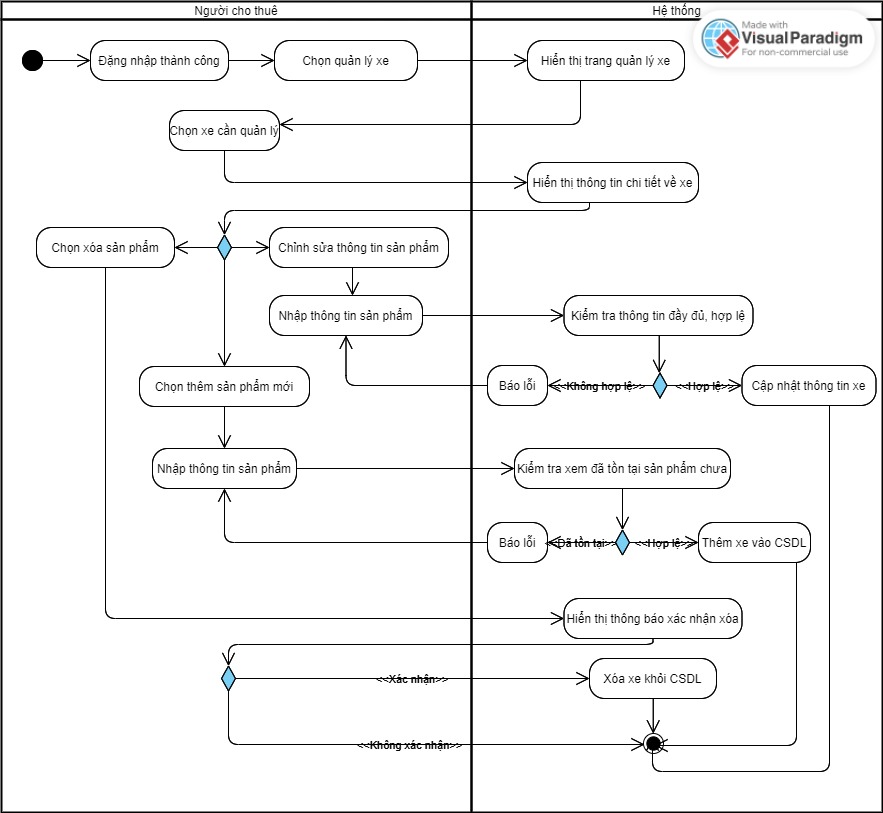 Người cho thuê
Hệ thống
Made with
VisualParadigm
For non-commercial use
Đăng nhập thành công
Chọn quản lý xe
Hiển thị trang quản lý xe
Chọn xe cần quản lý
Hiển thị thông tin chi tiết về xe
Chọn xóa sản phẩm
Chỉnh sửa thông tin sản phẩm
Nhập thông tin sản phẩm
Kiểm tra thông tin đầy đủ, hợp lệ
Chọn thêm sản phẩm mới
Báo lỗi
<<Không hợp lệ>>
<<Hợp lệ>>
Cập nhật thông tin xe
Nhập thông tin sản phẩm
Kiểm tra xem đã tồn tại sản phẩm chưa
Báo lỗi
<<Đã tồn tại>>
<<Hợp lệ>>
Thêm xe vào CSDL
Hiển thị thông báo xác nhận xóa
<<Xác nhận>>
Xóa xe khỏi CSDL
<<Không xác nhận>>